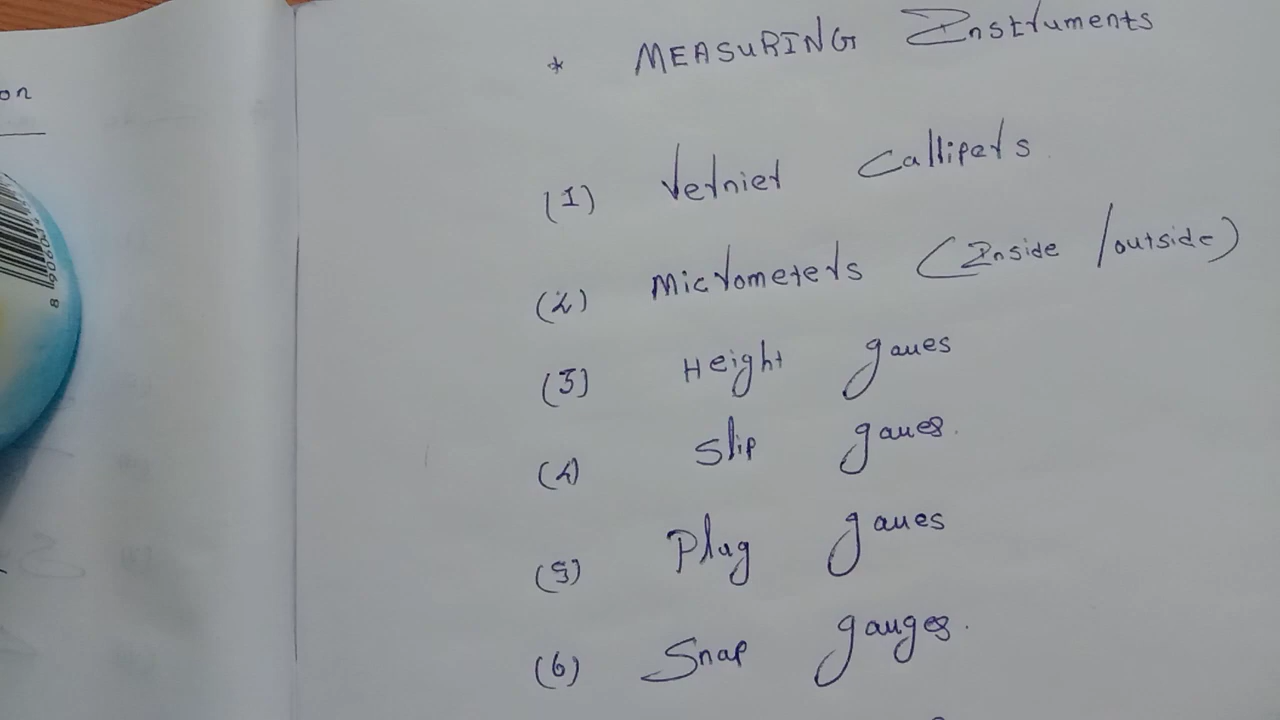 on
* MEASURING Instruments
(1) Vernier Callipers
(2) Micrometers (Inside /outside)
(3) Height gaues
(4) Slip gaues.
(5) Plug gaues
(6) Snap gauges.